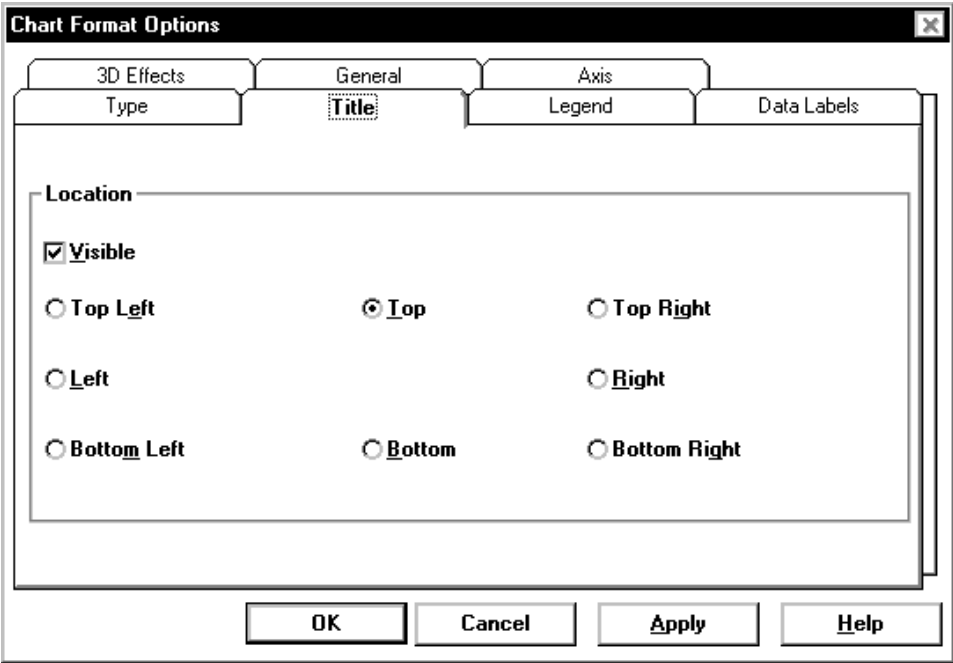 Chart Format Options
3D Effects General Axis
Type Title Legend Data Labels
Location
Visible
Top Left Top Top Right
Left Right
Bottom Left Bottom Bottom Right
OK Cancel Apply Help